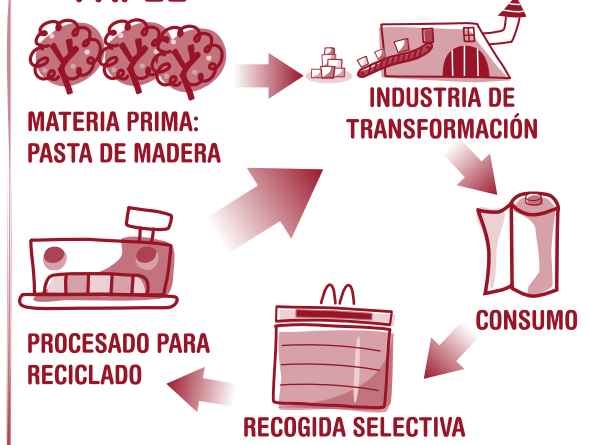 INDUSTRIA DE
TRANSFORMACIÓN
MATERIA PRIMA:
PASTA DE MADERA
CONSUMO
PROCESADO PARA
RECICLADO
RECOGIDA SELECTIVA